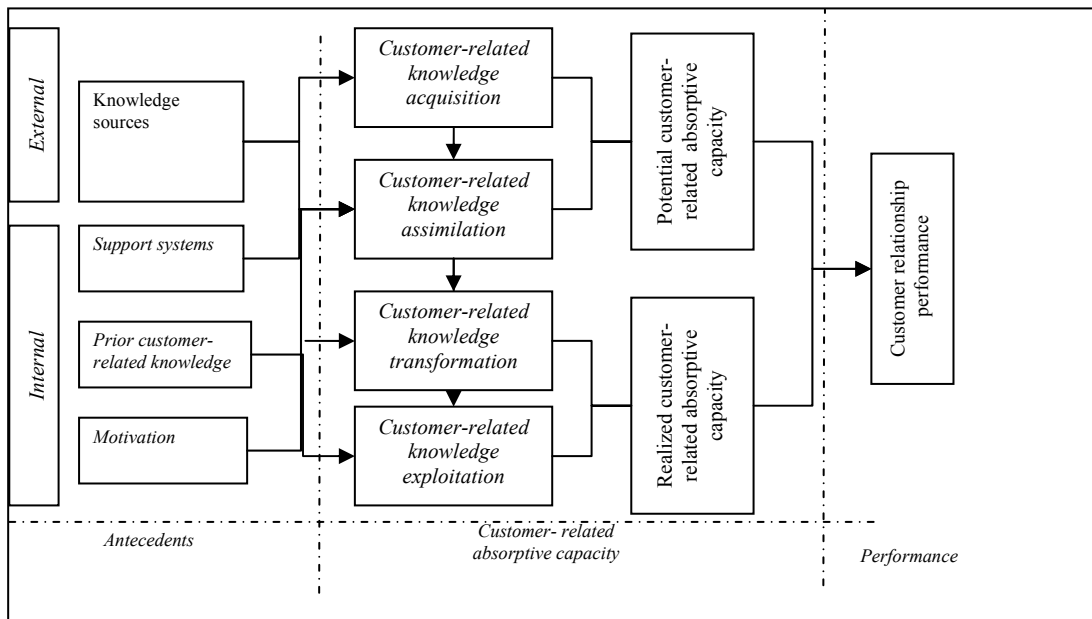 External
Knowledge
sources
Support systems
Internal
Prior customer-
related knowledge
Motivation
Customer-related
knowledge
acquisition
Customer-related
knowledge
assimilation
Customer-related
knowledge
transformation
Customer-related
knowledge
exploitation
Potential customer-
related absorptive
capacity
Realized customer-
related absorptive
capacity
Customer relationship
performance
Antecedents
Customer- related
absorptive capacity
Performance